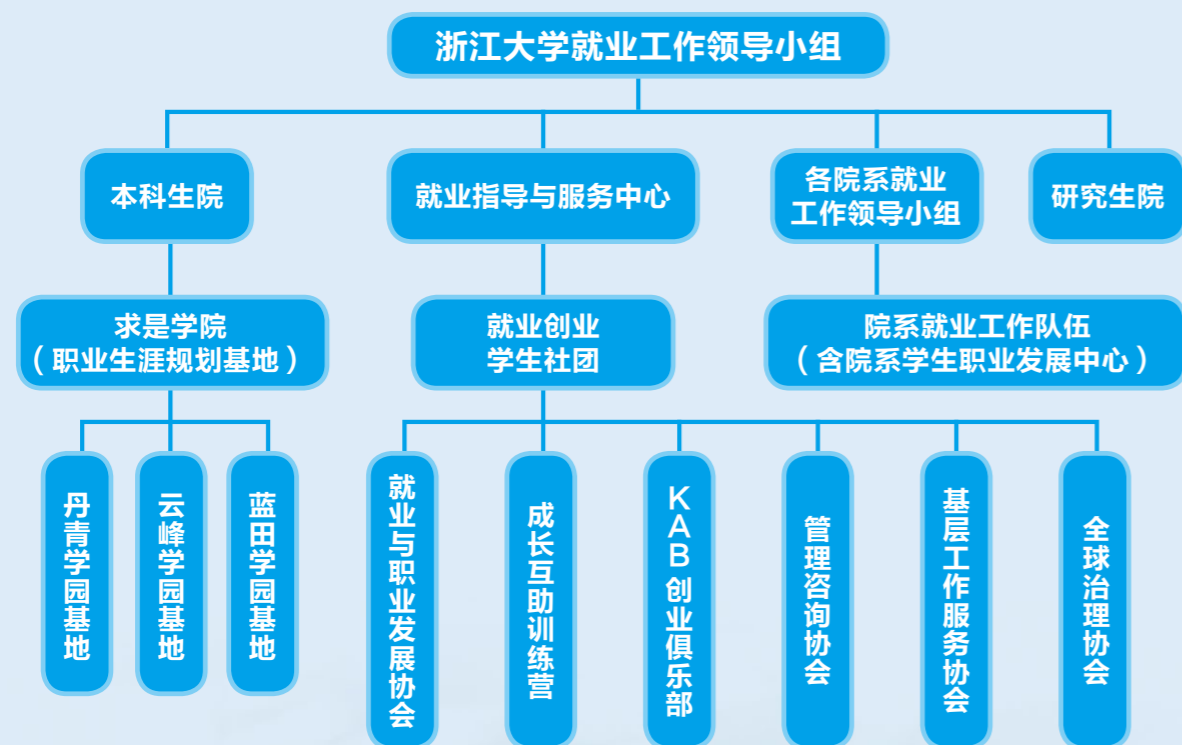 浙江大学就业工作领导小组
本科生院
就业指导与服务中心
各院系就业
工作领导小组
研究生院
求是学院
（职业生涯规划基地）
就业创业
学生社团
院系就业工作队伍
（含院系学生职业发展中心）
丹青学园基地
云峰学园基地
蓝田学园基地
就业与职业发展协会
成长互助训练营
KAB创业俱乐部
管理咨询协会
基层工作服务协会
全球治理协会